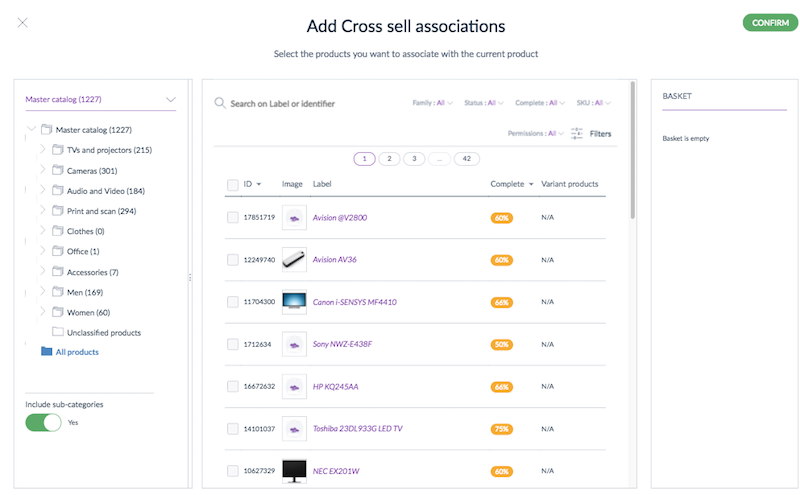 Add Cross sell associations
CONFIRM
Select the products you want to associate with the current product
Master catalog (1227)
Master catalog (1227)
TVs and projectors (215)
Cameras (301)
Audio and Video (184)
Print and scan (294)
Clothes (0)
Office (1)
Accessories (7)
Men (169)
Women (60)
Unclassified products
All products
Include sub-categories
Yes
Search on Label or identifier
Family : All Status : All Complete : All SKU : All
Permissions : All Filters
1 2 3 ... 42
ID Image Label Complete Variant products
17851719 Avision @V2800 60% N/A
12249740 Avision AV36 60% N/A
11704300 Canon i-SENSYS MF4410 66% N/A
1712634 Sony NWZ-E438F 50% N/A
16672632 HP KQ245AA 66% N/A
14101037 Toshiba 23DL933G LED TV 75% N/A
10627329 NEC EX201W 60% N/A
BASKET
Basket is empty